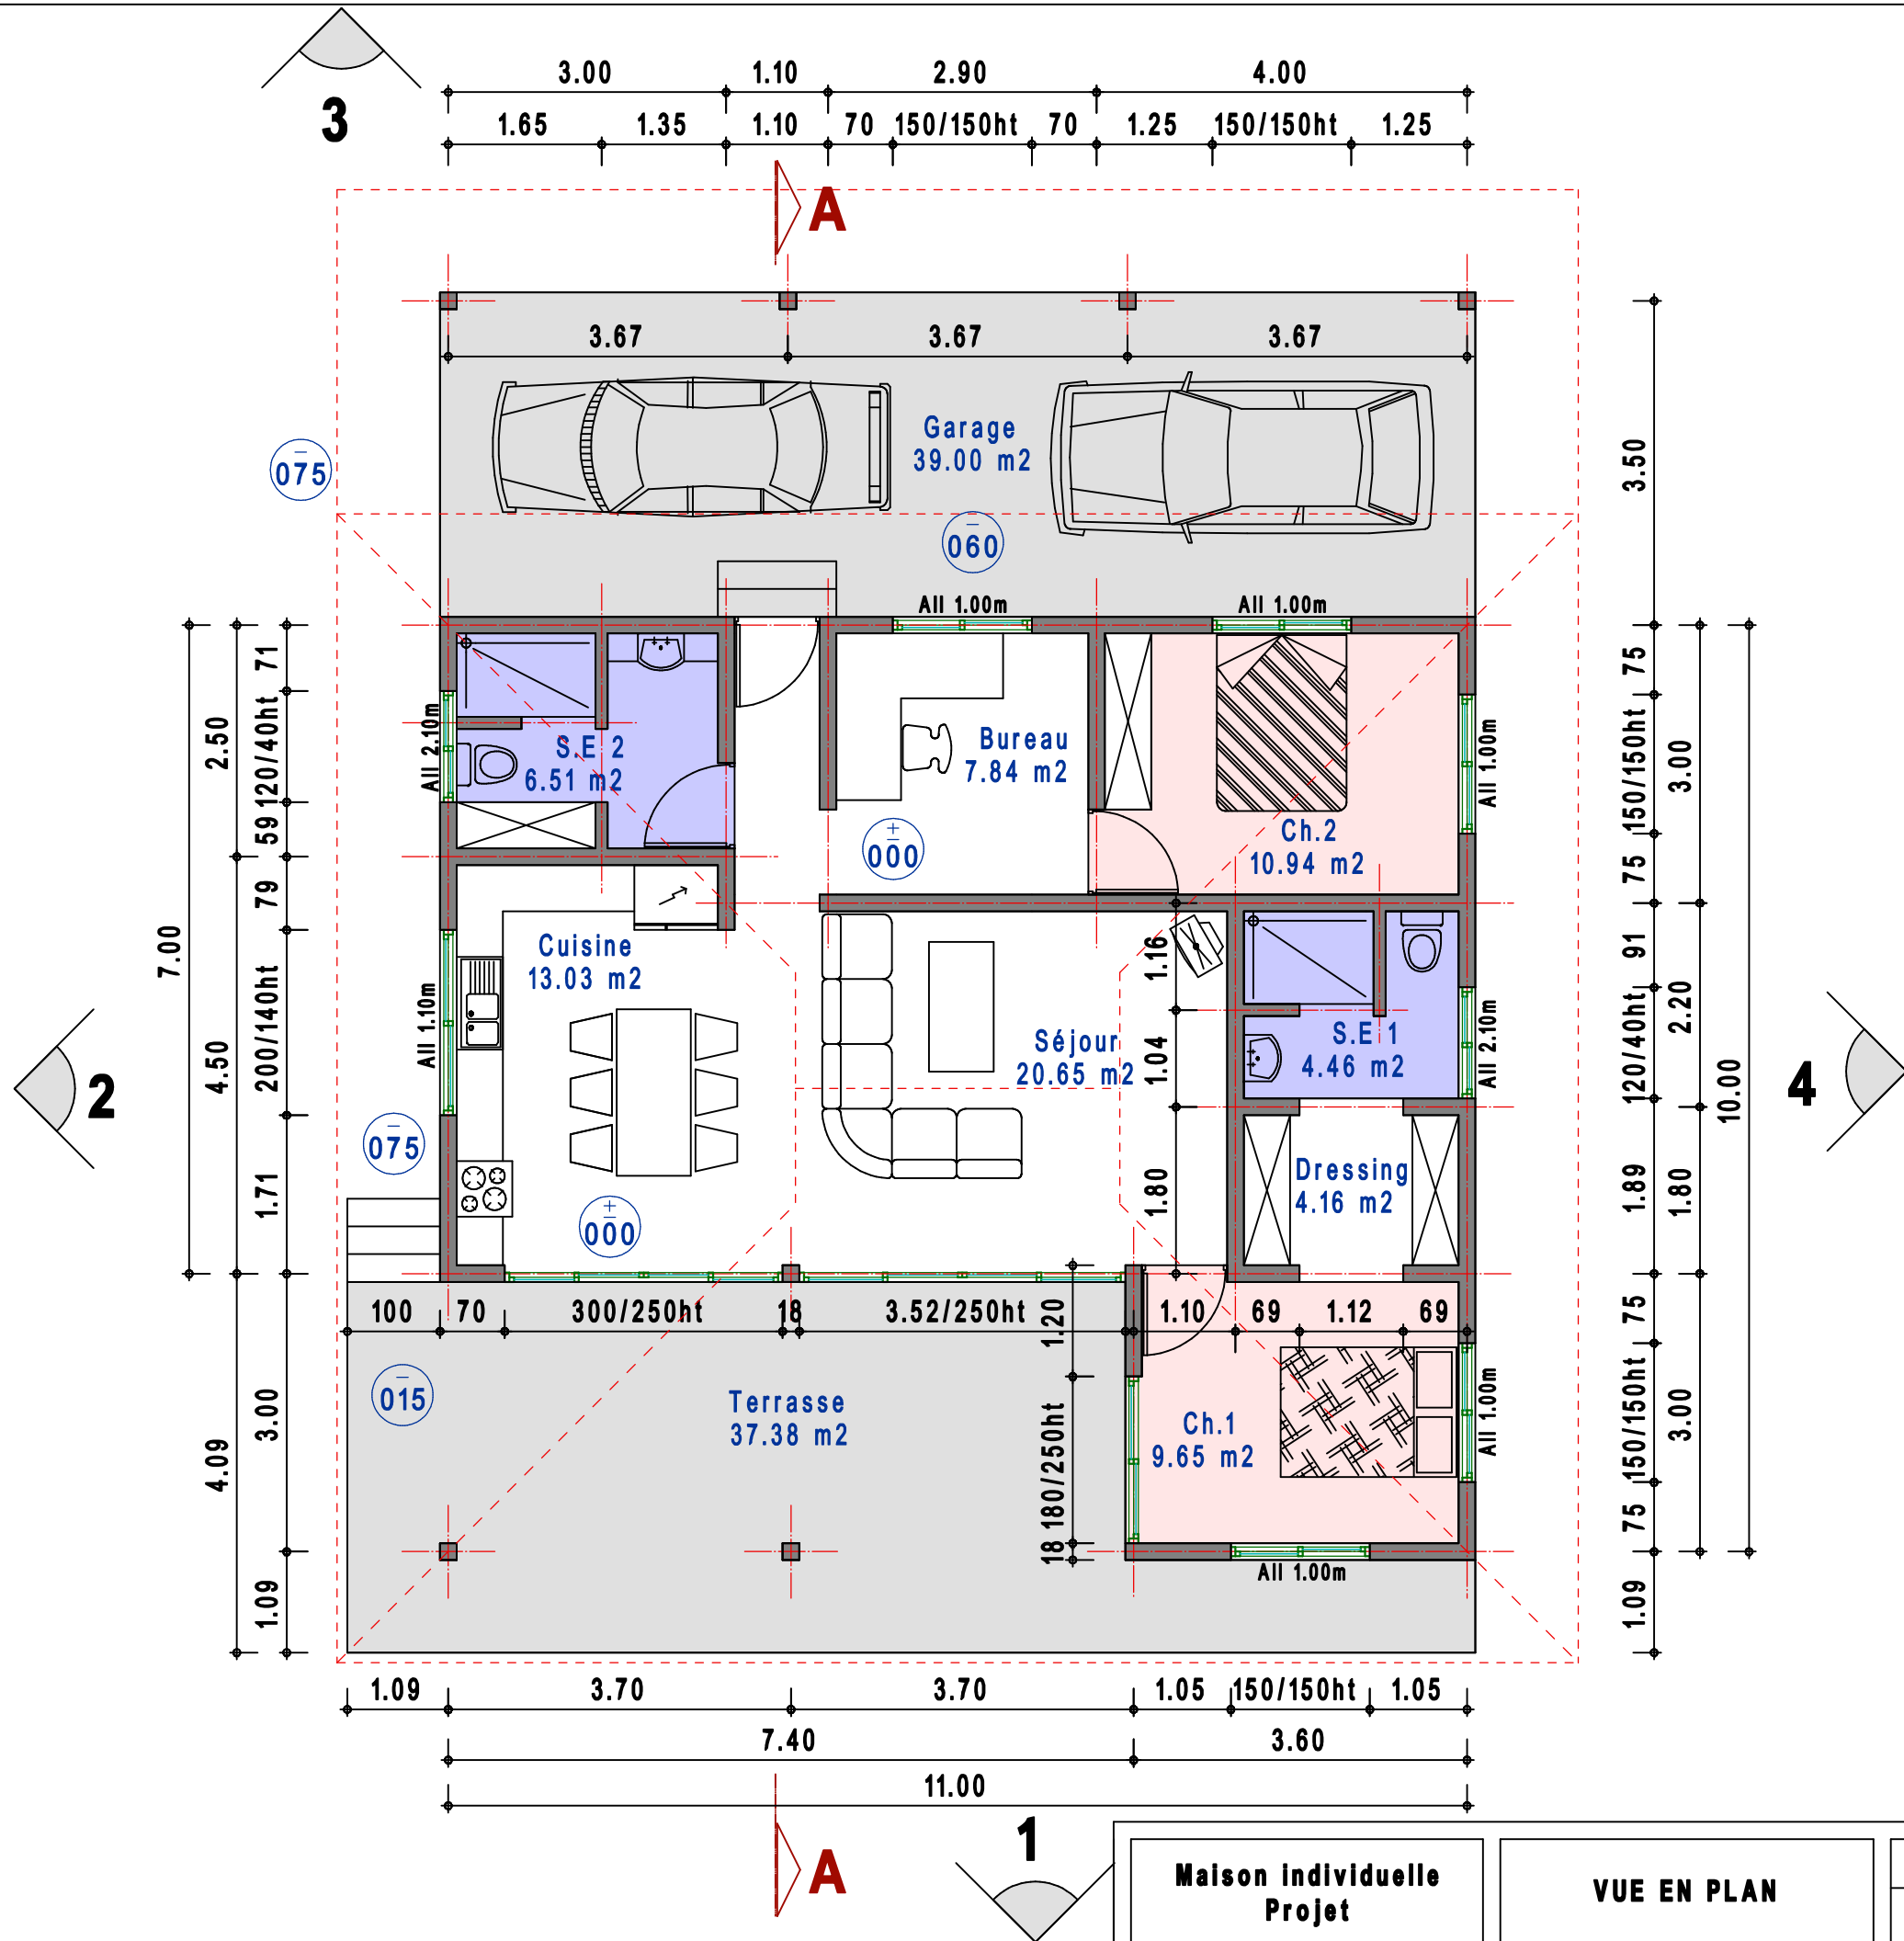 3
3.00 1.10 2.90 4.00
1.65 1.35 1.10 70 150/150ht 70 1.25 150/150ht 1.25
A
3.67 3.67 3.67
Garage
39.00 m2
–
075
–
060
3.50
All 1.00m All 1.00m
71
120/40ht
59
2.50
79
200/140ht
1.71
4.50
7.00
3.00
1.09
4.09
All 2.10m
S.E 2
6.51 m2
Bureau
7.84 m2
+
–
000
Ch.2
10.94 m2
All 1.00m
75
150/150ht
75
3.00
91
120/40ht
2.20
1.89
1.80
10.00
75
150/150ht
75
3.00
1.09
Cuisine
13.03 m2
All 1.10m
Séjour
20.65 m2
1.16
1.04
1.80
S.E 1
4.46 m2
All 2.10m
2
4
–
075
+
–
000
Dressing
4.16 m2
100 70 300/250ht 18 3.52/250ht 1.10 69 1.12 69
1.20
180/250ht
18
–
015
Terrasse
37.38 m2
Ch.1
9.65 m2
All 1.00m
All 1.00m
1.09 3.70 3.70 1.05 150/150ht 1.05
7.40 3.60
11.00
A
1
Maison individuelle
Projet
VUE EN PLAN